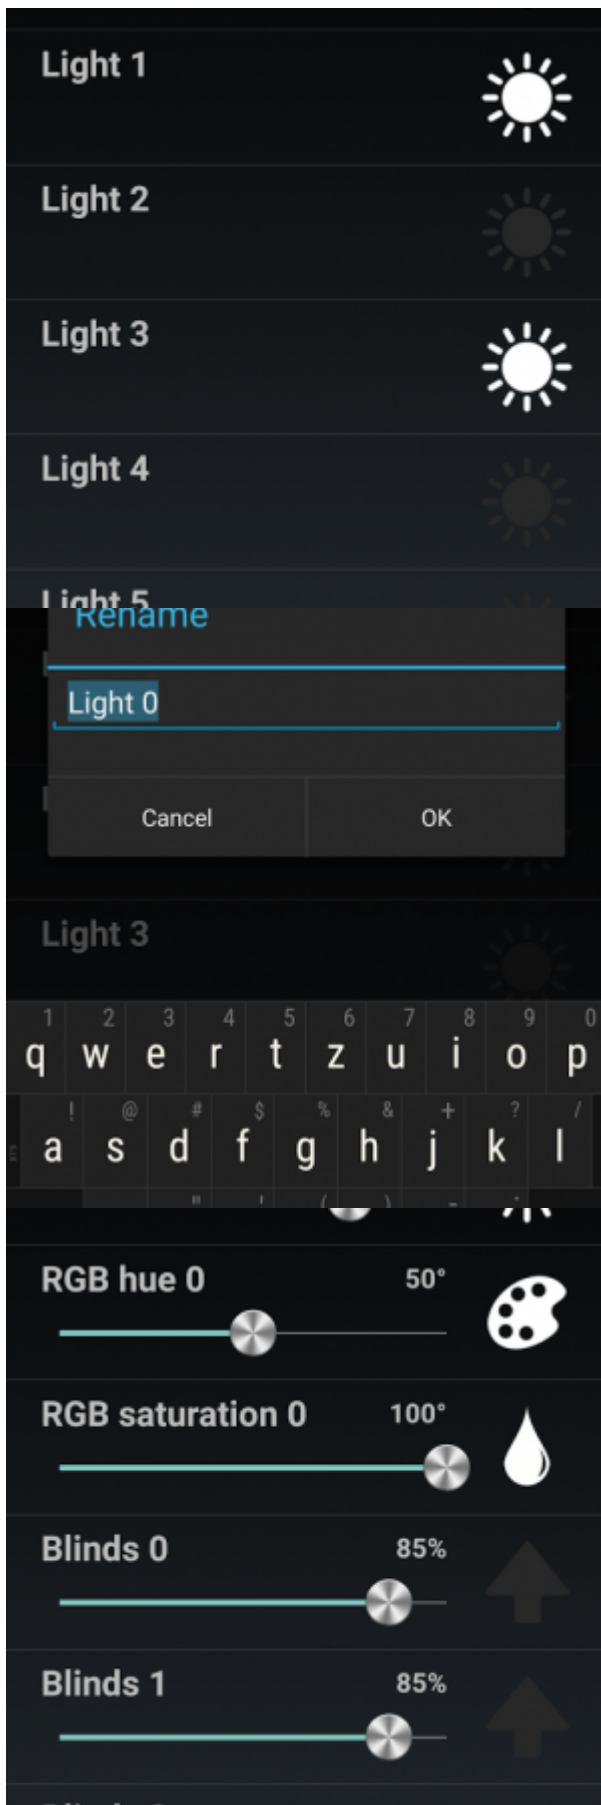 Light 1
Light 2
Light 3
Light 4
Light 5
Rename
Light 0
Cancel OK
Light 3
1 2 3 4 5 6 7 8 9 0
q w e r t z u i o p
! @ # $ % & + ? /
a s d f g h j k l
" ' ( ) - :
RGB hue 0 50°
RGB saturation 0 100°
Blinds 0 85%
Blinds 1 85%